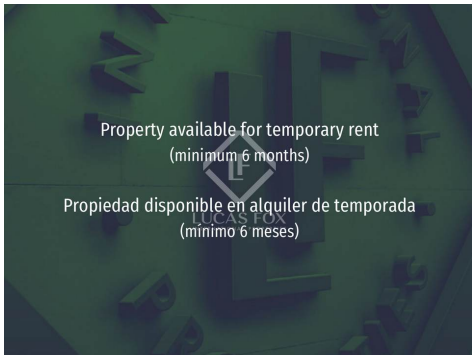 Property available for temporary rent
(minimum 6 months)
LF
Propiedad disponible en alquiler de temporada
LUCAS FOX
(mínimo 6 meses)